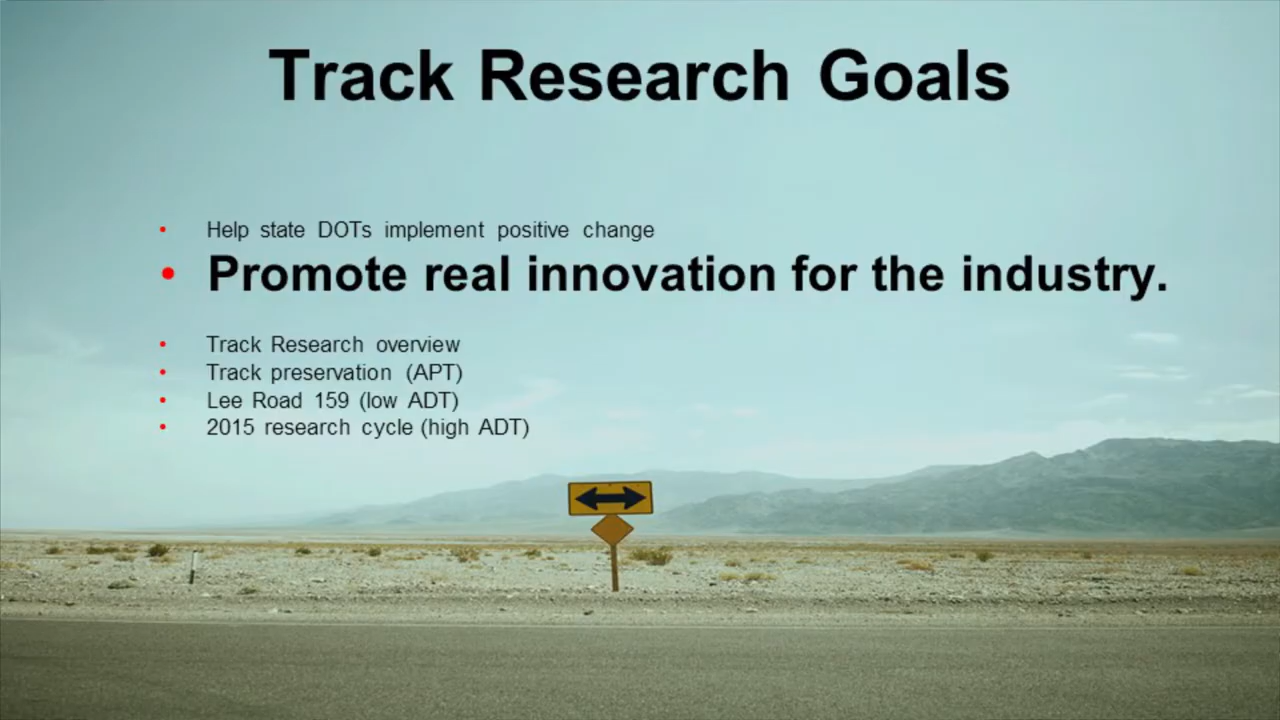 Track Research Goals
• Help state DOTs implement positive change
• Promote real innovation for the industry.
• Track Research overview
• Track preservation (APT)
• Lee Road 159 (low ADT)
• 2015 research cycle (high ADT)